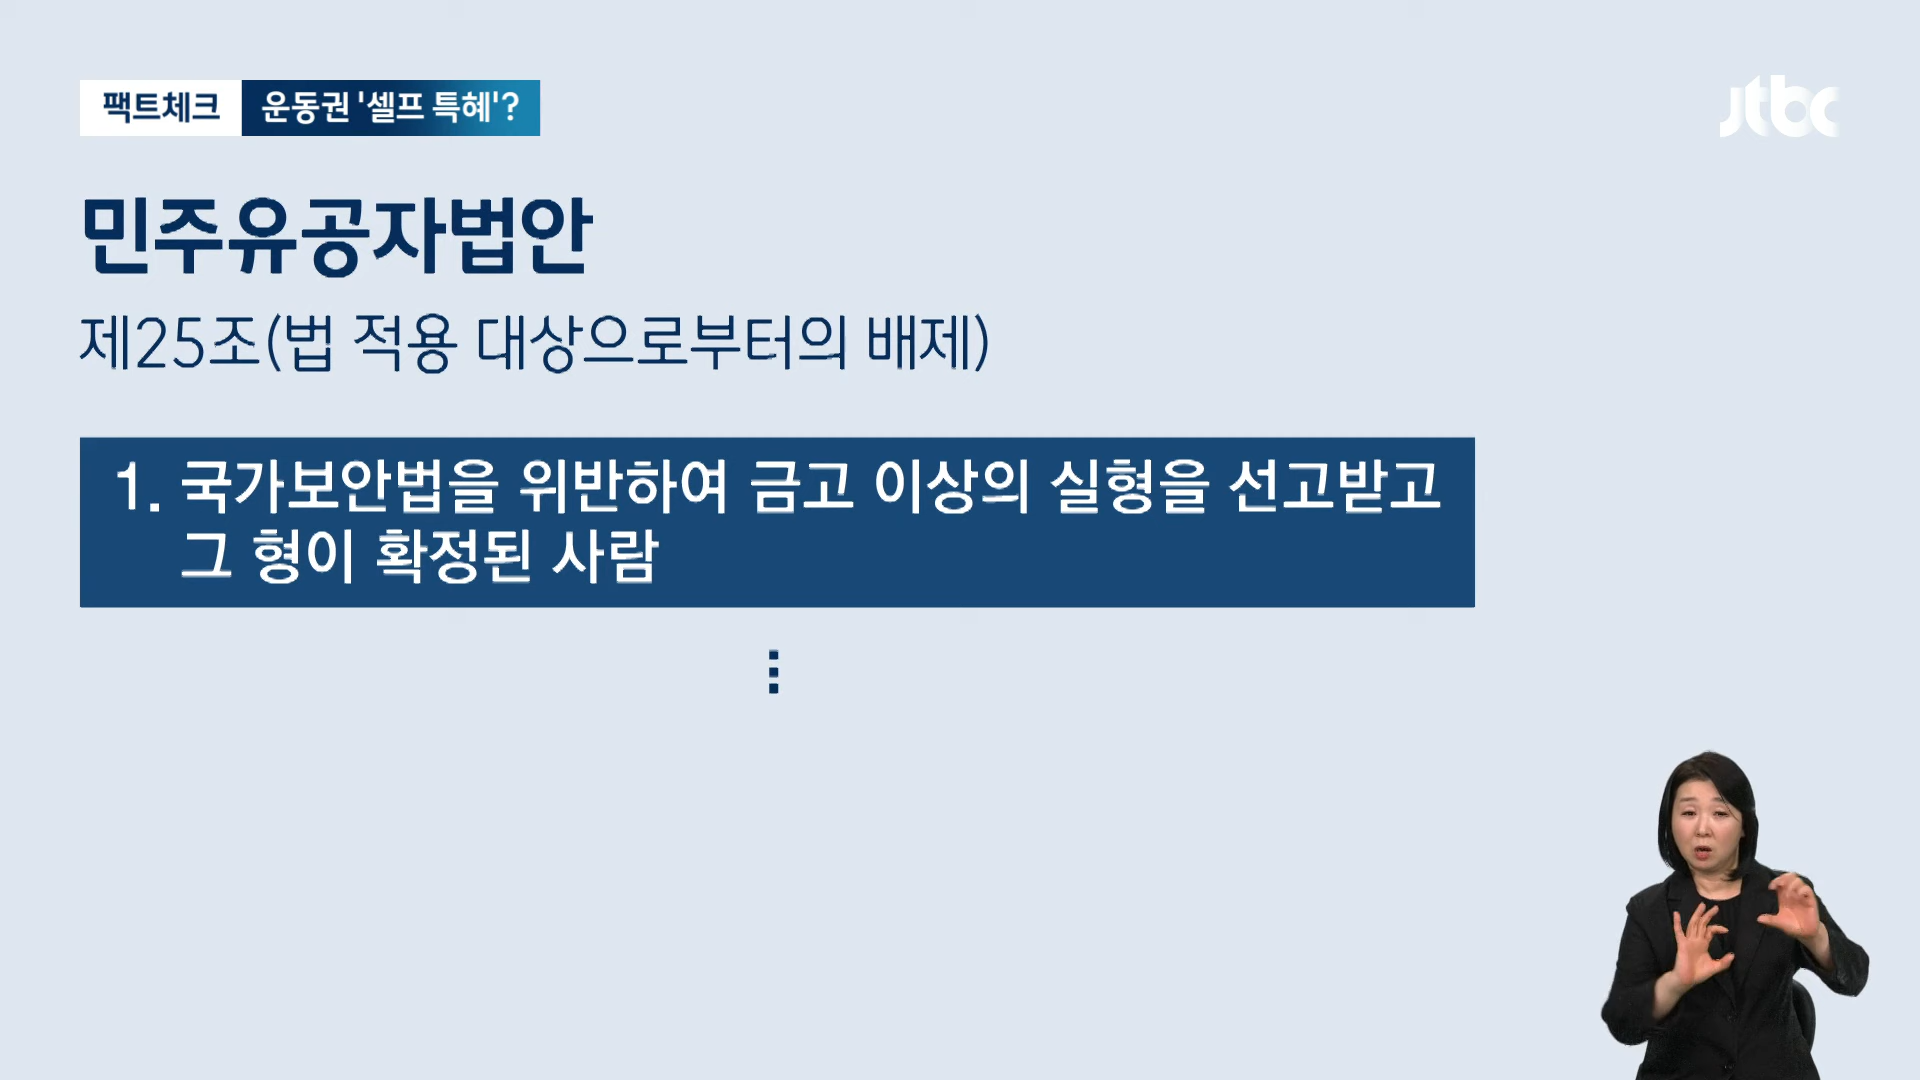 팩트체크 운동권 '셀프 특혜'?
jtbc
민주유공자법안
제25조(법 적용 대상으로부터의 배제)
1. 국가보안법을 위반하여 금고 이상의 실형을 선고받고
그 형이 확정된 사람